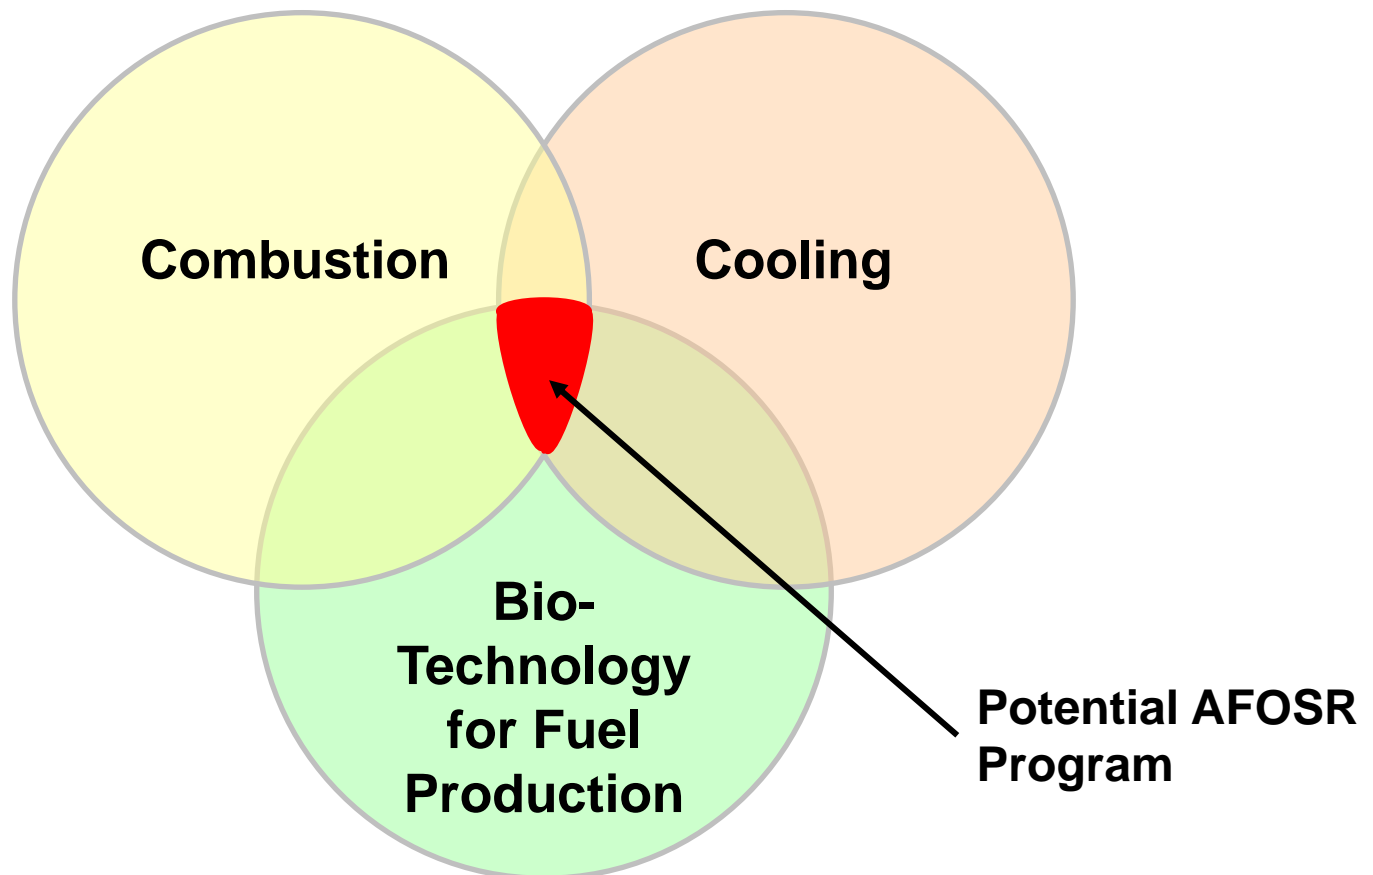 Combustion
Cooling
Bio-
Technology
for Fuel
Production
Potential AFOSR
Program